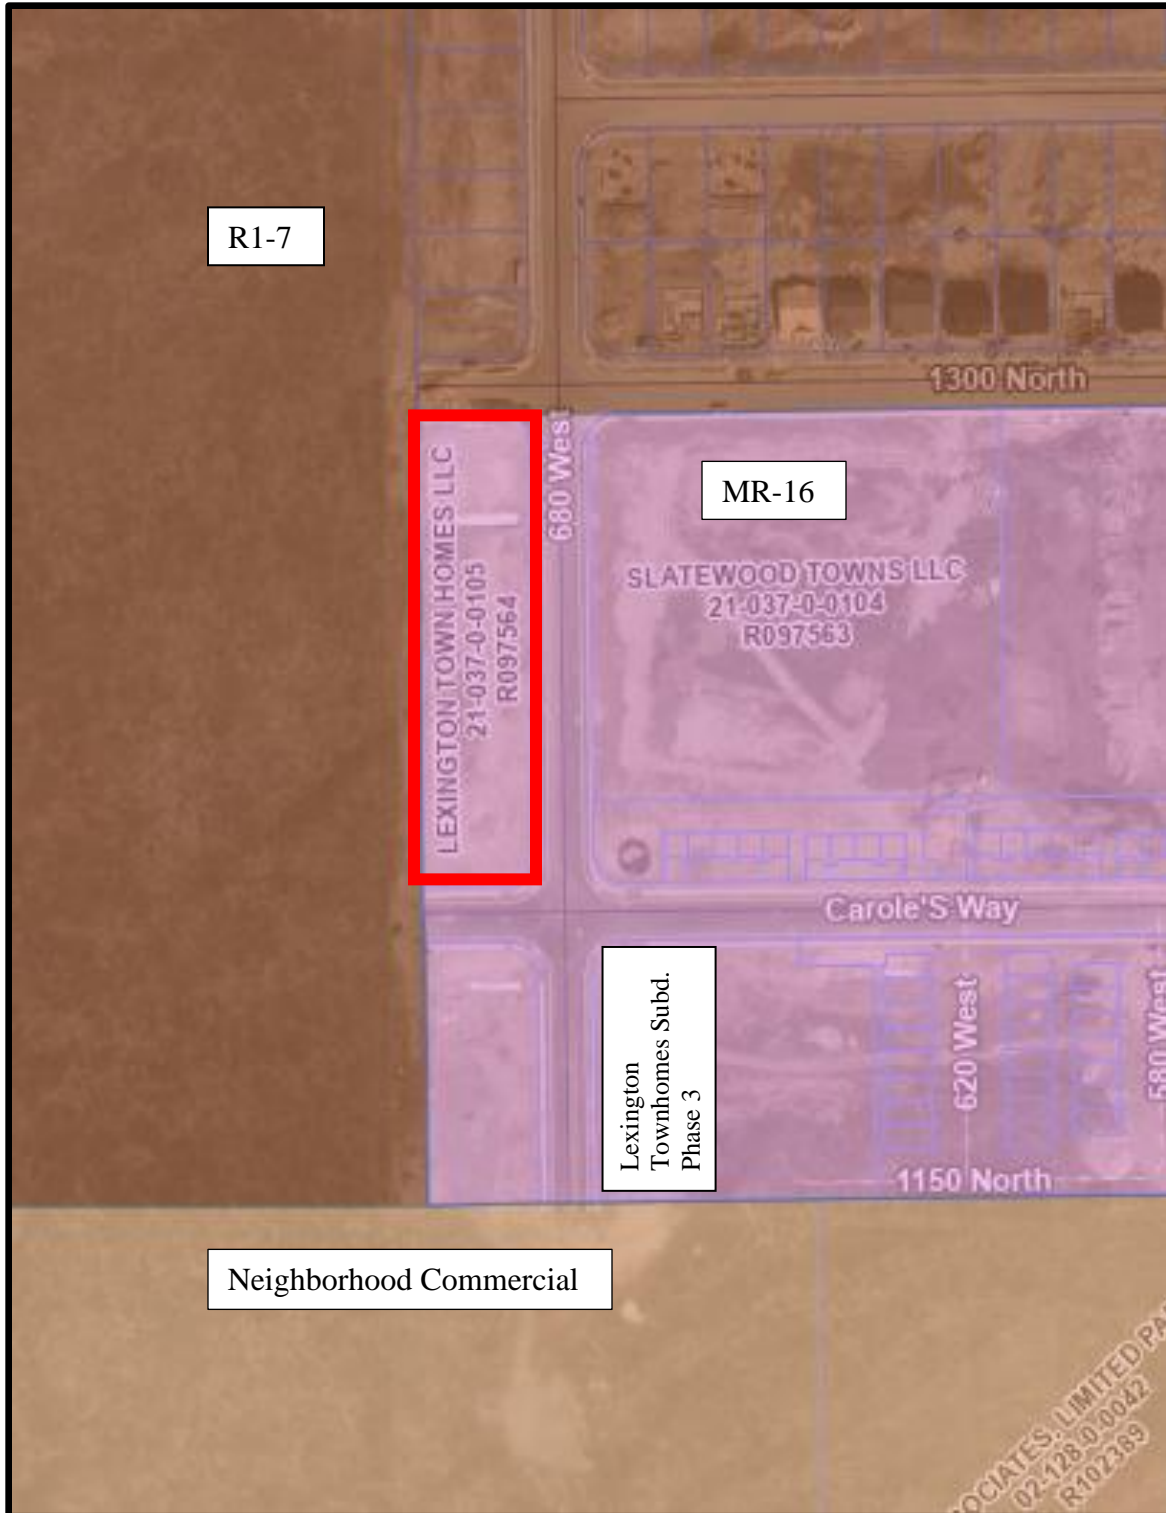 R1-7
1300 North
680 West
LEXINGTON TOWN HOMES LLC
21-037-0-0105
R097564
MR-16
SLATEWOOD TOWNS LLC
21-037-0-0104
R097563
Carole'S Way
Lexington
Townhomes Subd.
Phase 3
620 West
580 West
1150 North
Neighborhood Commercial
OCIATES, LIMITED PA
02-128-0-0042
R102389